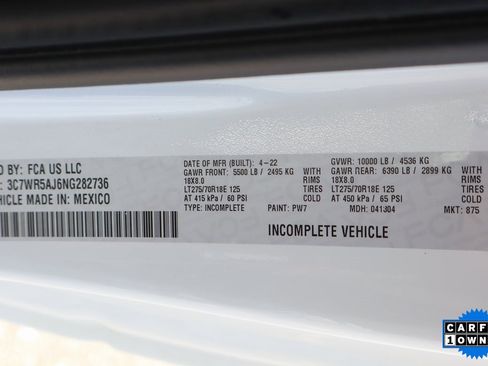 D BY: FCA US LLC
: 3C7WR5AJ6NG282736
EHICLE MADE IN: MEXICO
DATE OF MFR (BUILT): 4-22
GAWR FRONT: 5500 LB / 2495 KG WITH
18X8.0 RIMS
LT275/70R18E 125 TIRES
AT 415 kPa / 60 PSI COLD
TYPE: INCOMPLETE PAINT: PW7
GVWR: 10000 LB / 4536 KG
GAWR REAR: 6390 LB / 2899 KG WITH
18X8.0 RIMS
LT275/70R18E 125 TIRES
AT 450 kPa / 65 PSI COLD
MDH: 041304 MKT: 875
INCOMPLETE VEHICLE
CARF
1 OWN